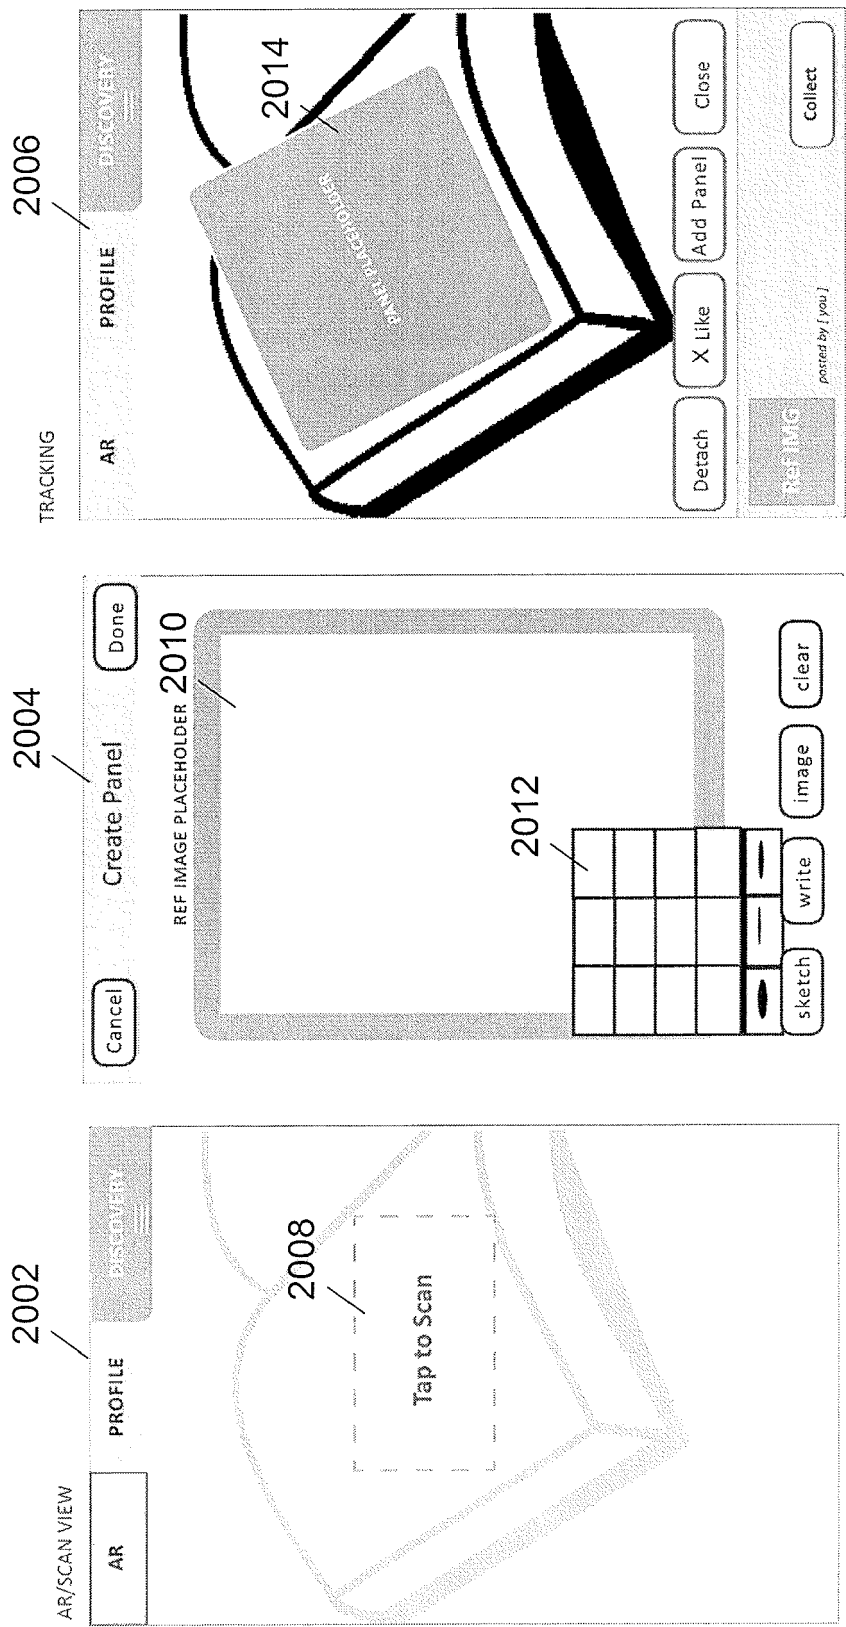 2002
AR/SCAN VIEW
AR
PROFILE
DISCOVERY
2008
Tap to Scan
2004
Cancel
Create Panel
Done
REF IMAGE PLACEHOLDER
2010
2012
sketch
write
image
clear
2006
TRACKING
AR
PROFILE
DISCOVERY
2014
PANEL PLACEHOLDER
Detach
X Like
Add Panel
Close
Ref IMG
posted by [ you ]
Collect